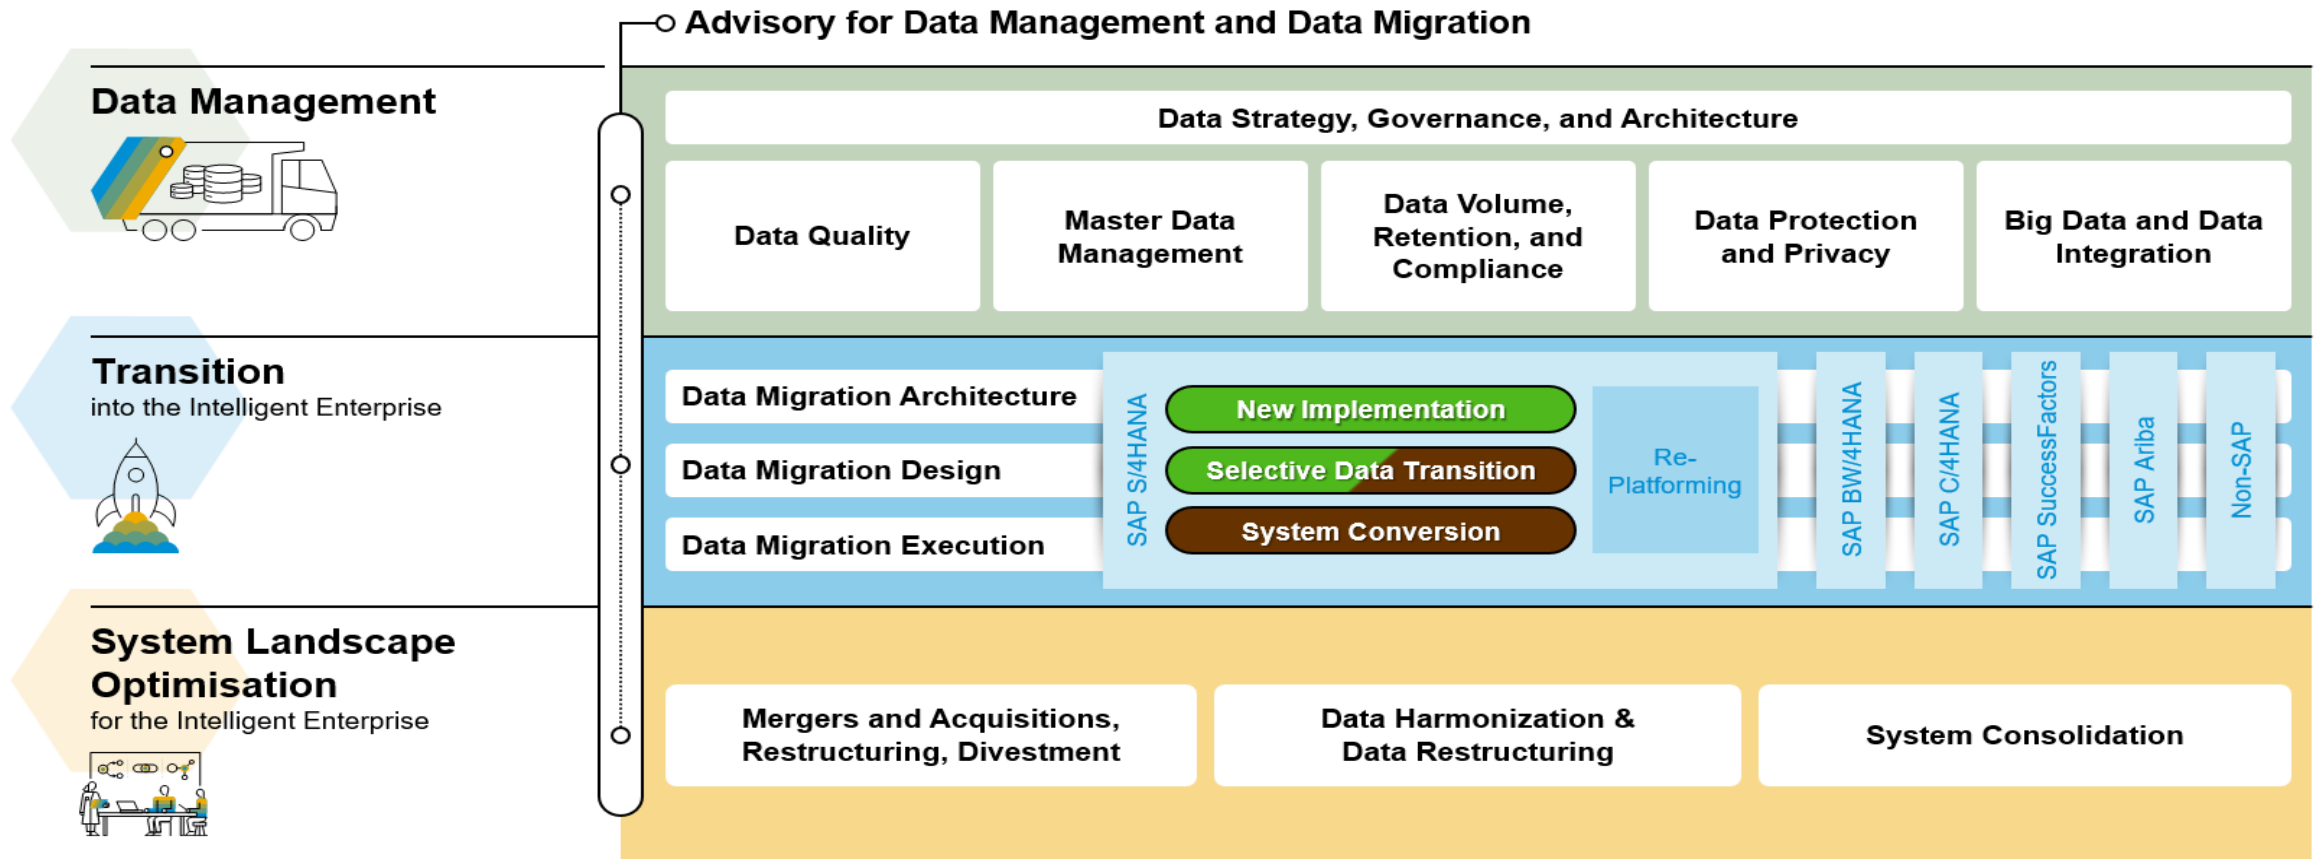 Advisory for Data Management and Data Migration
Data Management
Data Strategy, Governance, and Architecture
Data Quality
Master Data
Management
Data Volume,
Retention, and
Compliance
Data Protection
and Privacy
Big Data and Data
Integration
Transition
into the Intelligent Enterprise
Data Migration Architecture
Data Migration Design
Data Migration Execution
SAP S/4HANA
New Implementation
Selective Data Transition
System Conversion
Re-
Platforming
SAP BW/4HANA
SAP C/4HANA
SAP SuccessFactors
SAP Ariba
Non-SAP
System Landscape
Optimisation
for the Intelligent Enterprise
Mergers and Acquisitions,
Restructuring, Divestment
Data Harmonization &
Data Restructuring
System Consolidation